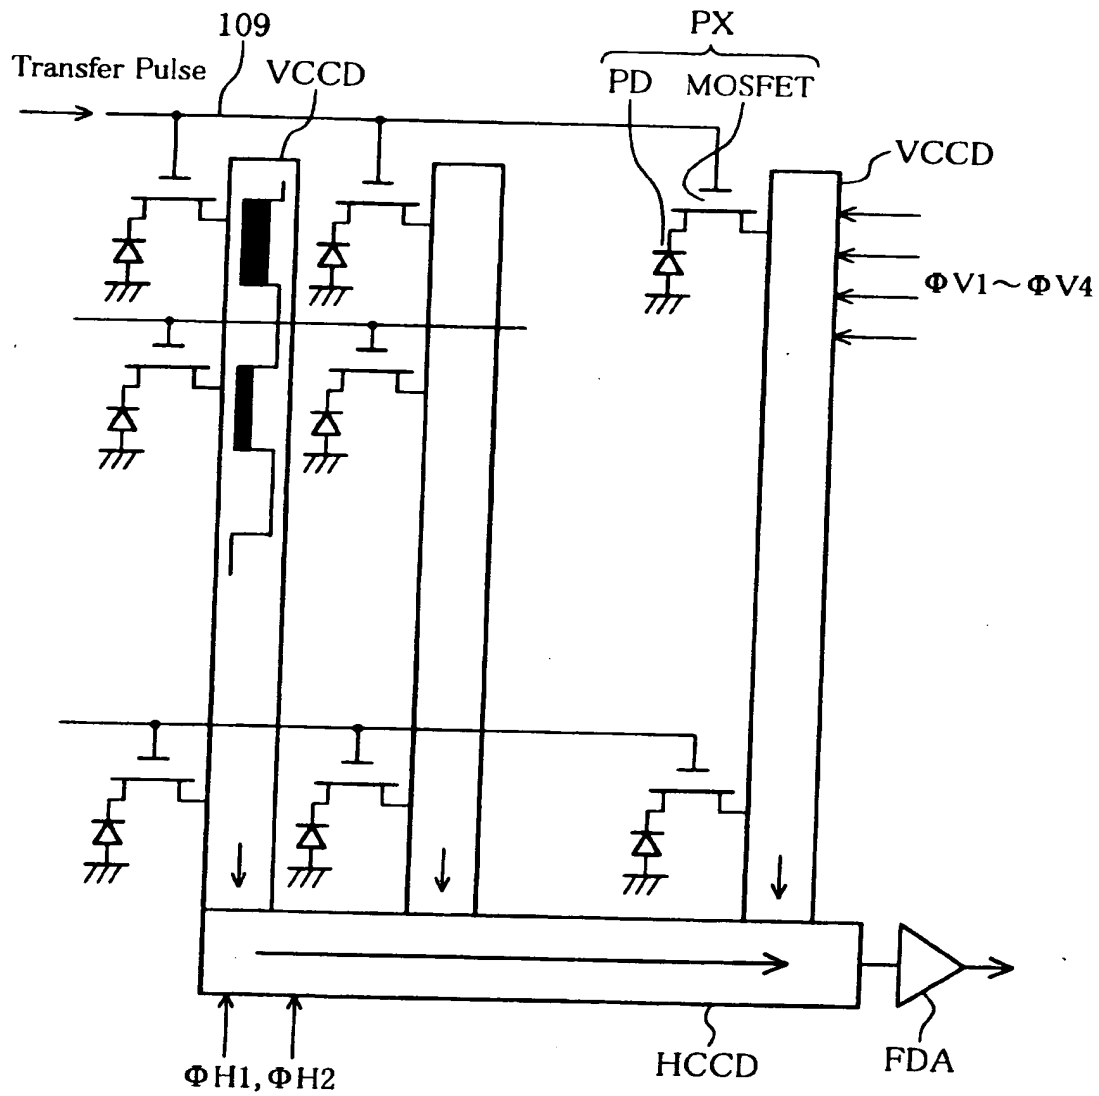 109
PX
Transfer Pulse
VCCD
PD
MOSFET
VCCD
ΦV1~ΦV4
ΦH1, ΦH2
HCCD
FDA